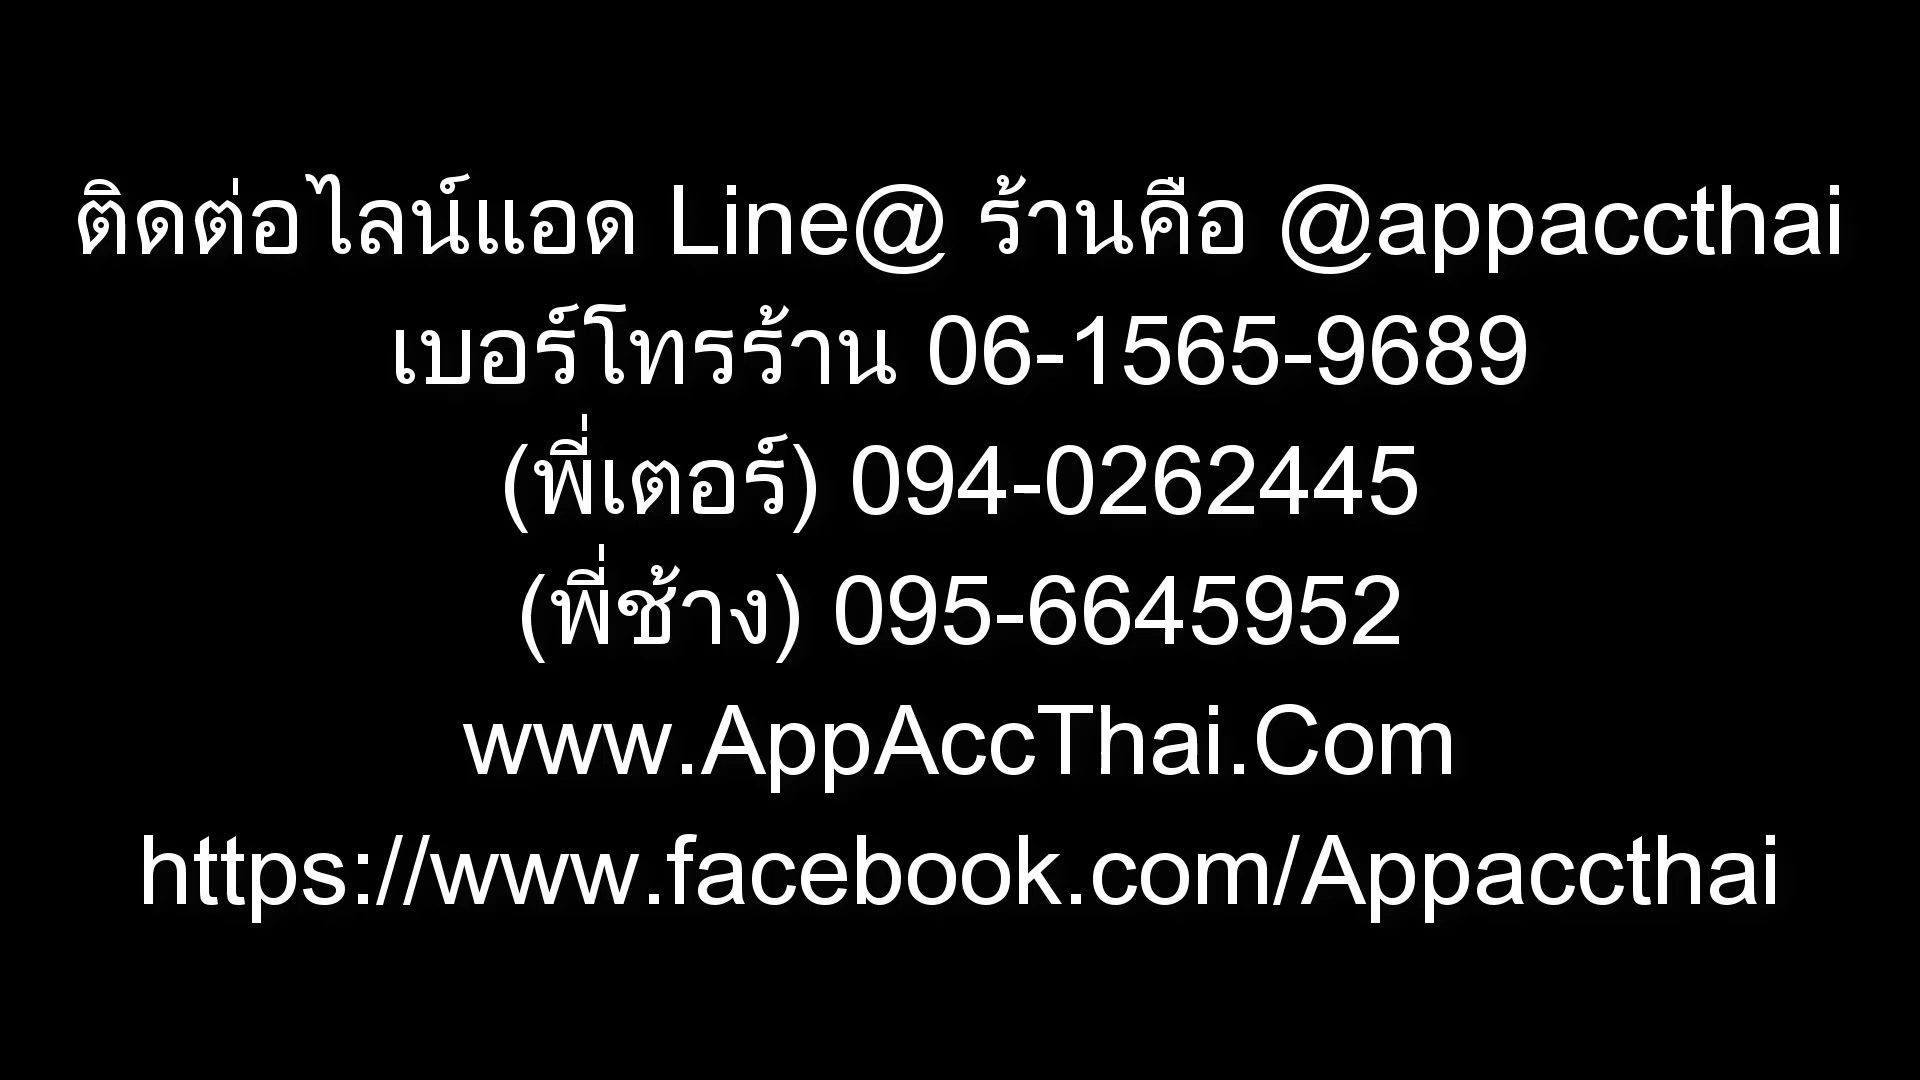 ติดต่อไลน์แอด Line@ ร้านคือ @appaccthai
เบอร์โทรร้าน 06-1565-9689
(พี่เตอร์) 094-0262445
(พี่ช้าง) 095-6645952
www.AppAccThai.Com
https://www.facebook.com/Appaccthai